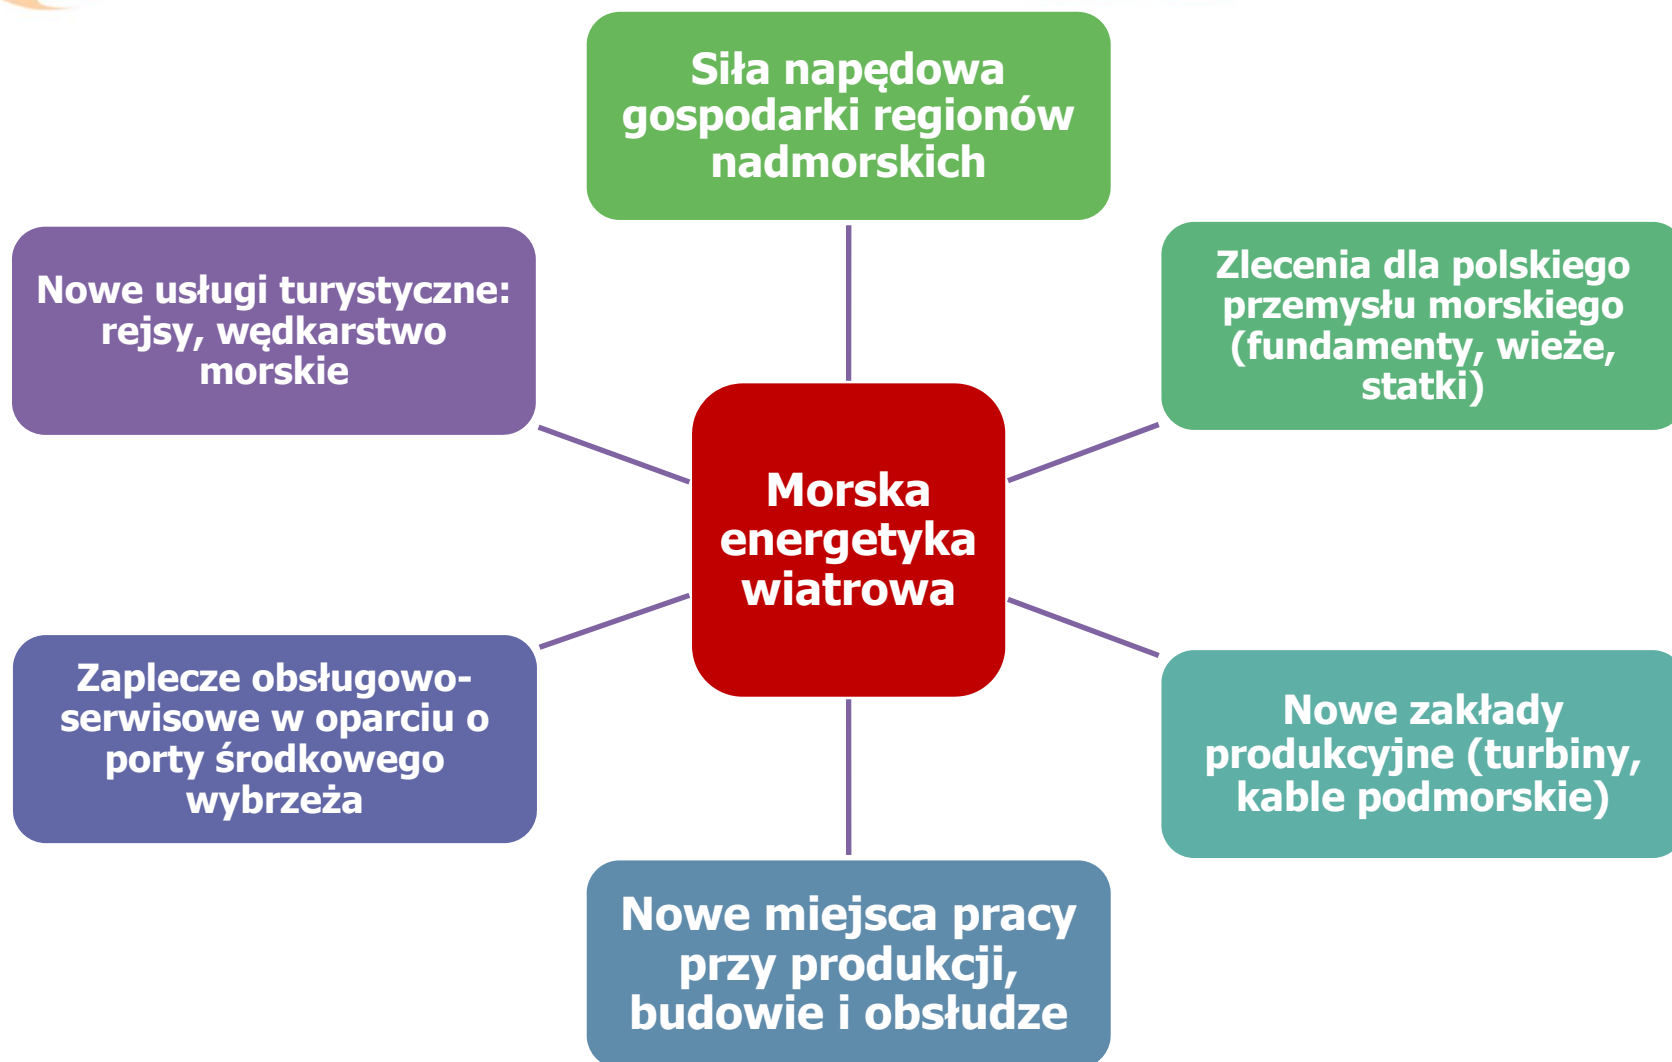 Siła napędowa
gospodarki regionów
nadmorskich
Nowe usługi turystyczne:
rejsy, wędkarstwo
morskie
Zlecenia dla polskiego
przemysłu morskiego
(fundamenty, wieże,
statki)
Morska
energetyka
wiatrowa
Zaplecze obsługowo-
serwisowe w oparciu o
porty środkowego
wybrzeża
Nowe zakłady
produkcyjne (turbiny,
kable podmorskie)
Nowe miejsca pracy
przy produkcji,
budowie i obsłudze